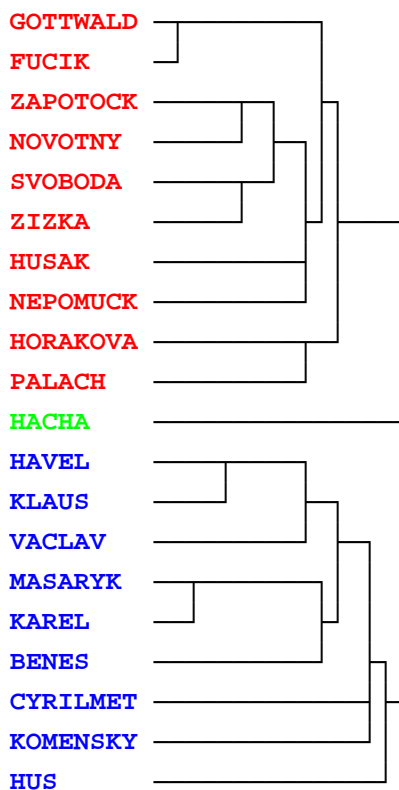 GOTTWALD
FUCIK
ZAPOTOCK
NOVOTNY
SVOBODA
ZIZKA
HUSAK
NEPOMUCK
HORAKOVA
PALACH
HACHA
HAVEL
KLAUS
VACLAV
MASARYK
KAREL
BENES
CYRILMET
KOMENSKY
HUS